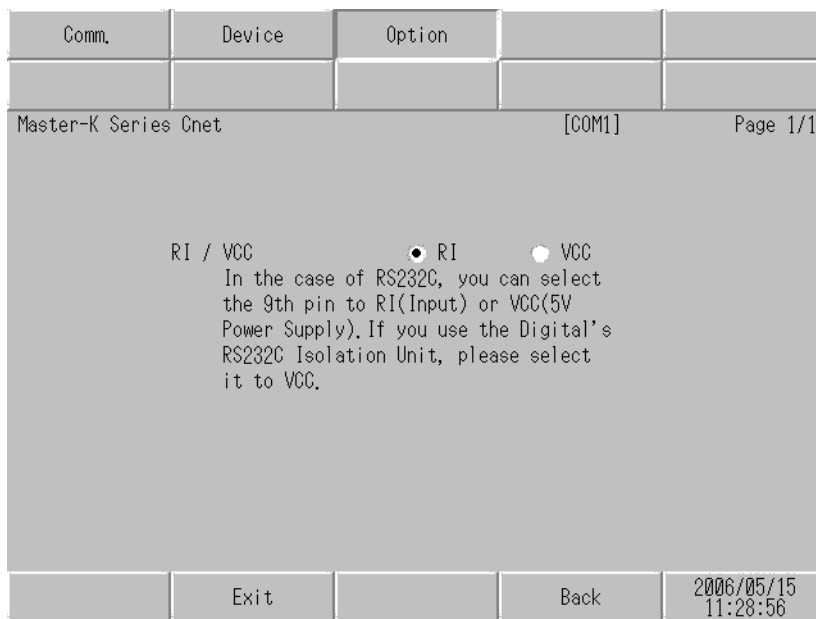 Comm. Device Option
Master-K Series Cnet [COM1] Page 1/1
RI / VCC RI VCC
In the case of RS232C, you can select
the 9th pin to RI(Input) or VCC(5V
Power Supply).If you use the Digital's
RS232C Isolation Unit, please select
it to VCC.
Exit Back 2006/05/15
11:28:56